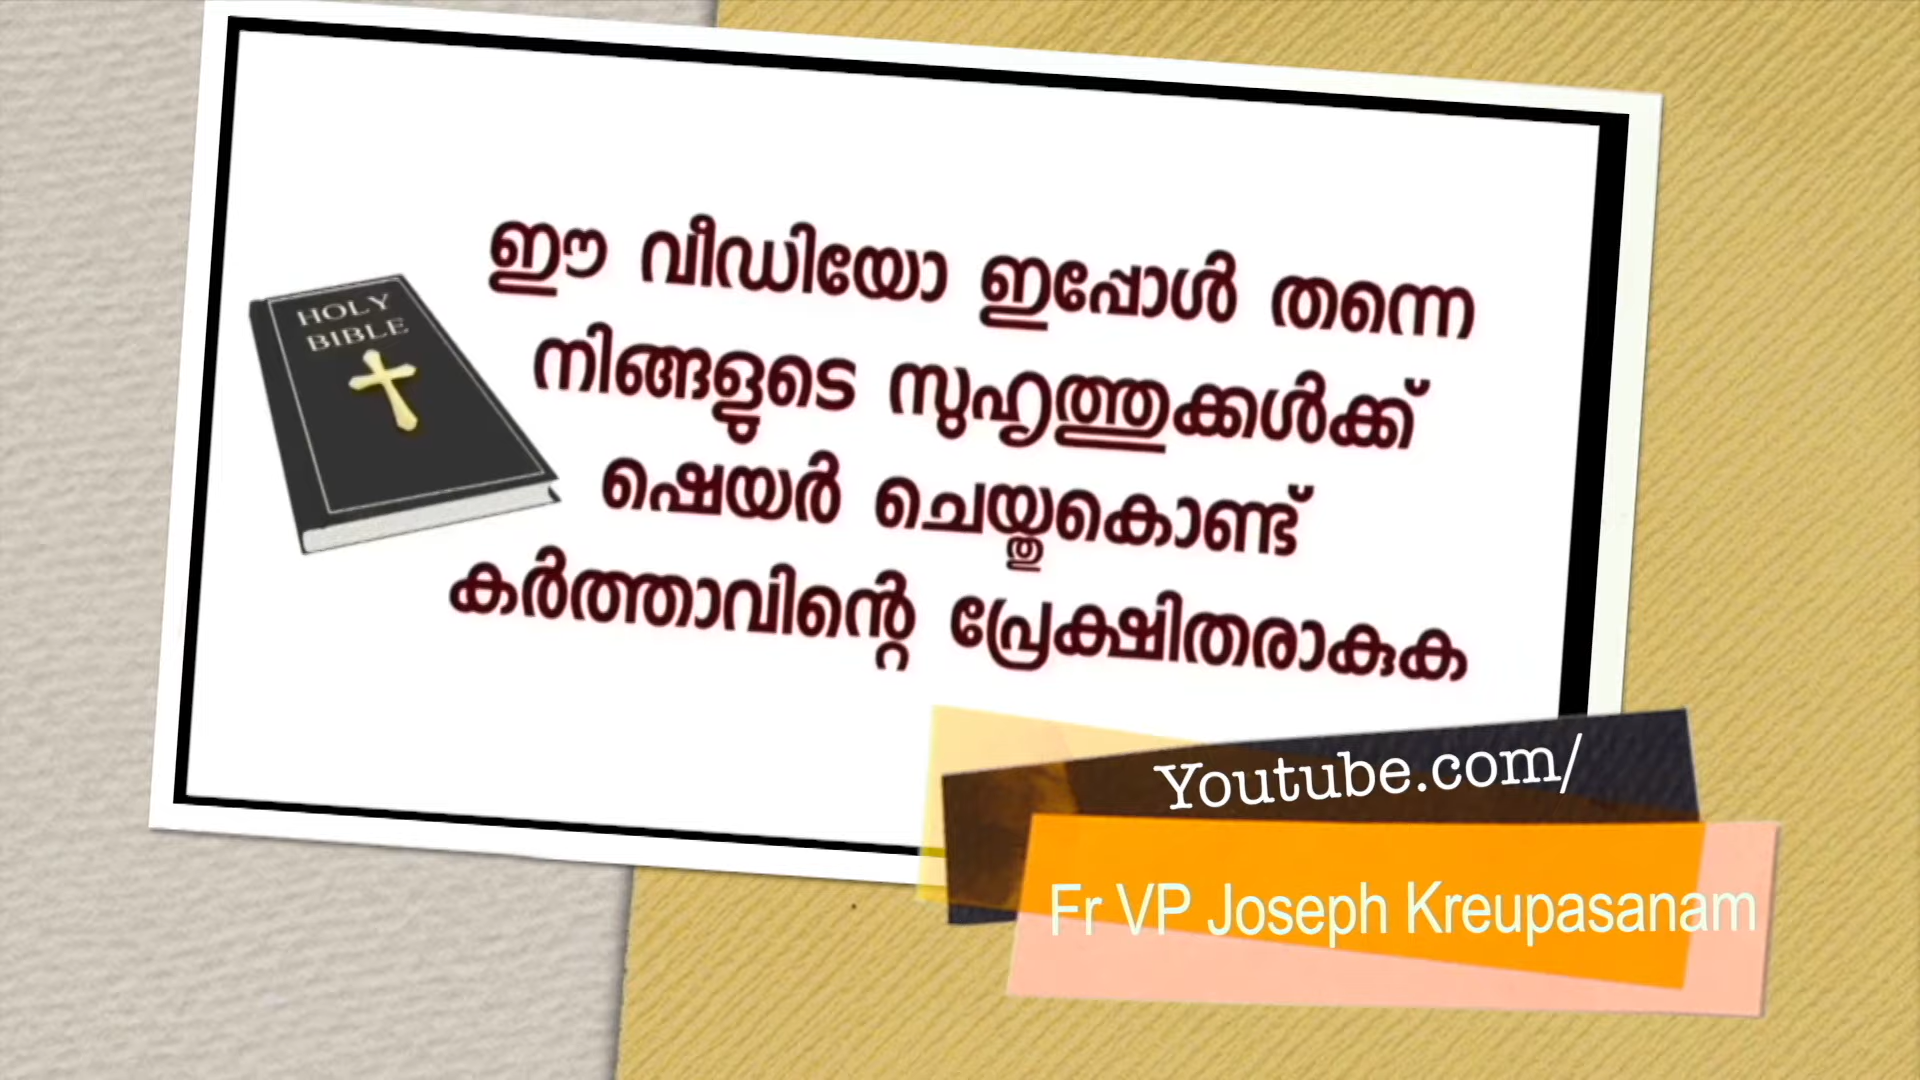 HOLY
BIBLE
ഈ വീഡിയോ ഇപ്പോൾ തന്നെ
നിങ്ങളുടെ സുഹൃത്തുക്കൾക്ക്
ഷെയർ ചെയ്തുകൊണ്ട്
കർത്താവിന്റെ പ്രേക്ഷിതരാകുക
Youtube.com/
Fr VP Joseph Kreupasanam